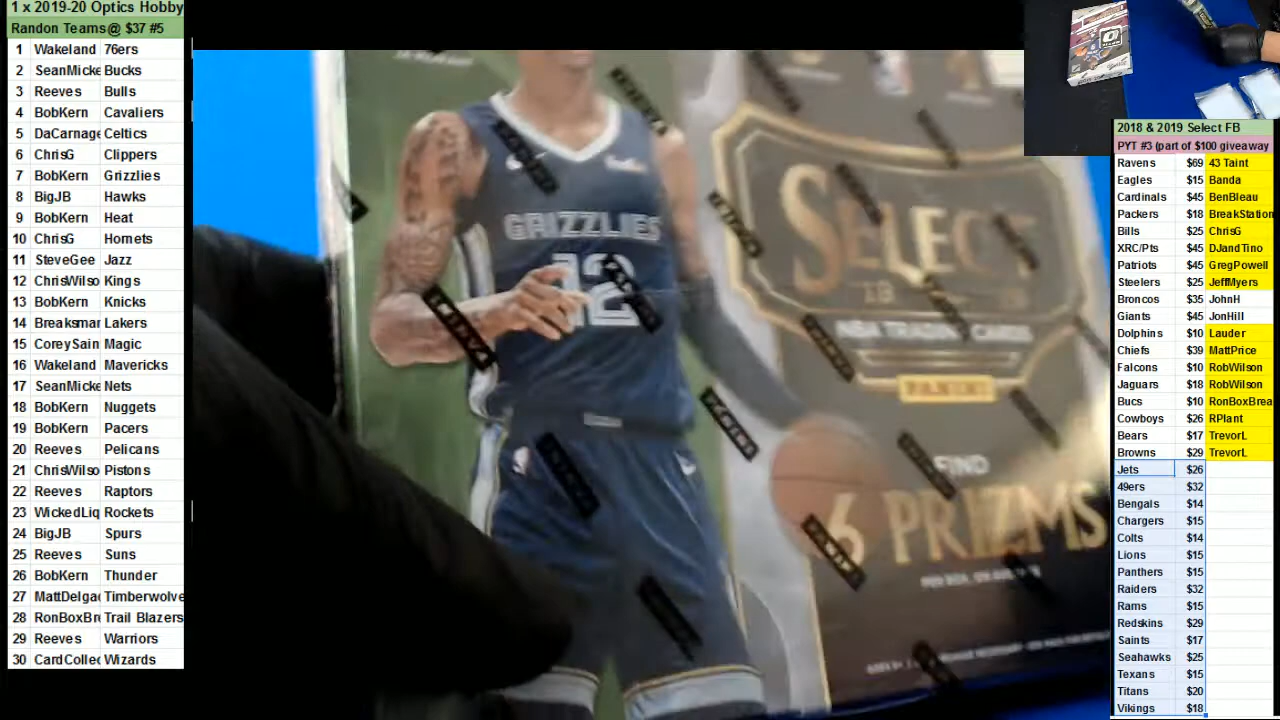 1 x 2019-20 Optics Hobby
Randon Teams@ $37 #5
1 Wakeland 76ers
2 SeanMicke Bucks
3 Reeves Bulls
4 BobKern Cavaliers
5 DaCarnage Celtics
6 ChrisG Clippers
7 BobKern Grizzlies
8 BigJB Hawks
9 BobKern Heat
10 ChrisG Hornets
11 SteveGee Jazz
12 ChrisWilso Kings
13 BobKern Knicks
14 Breaksmar Lakers
15 CoreySain Magic
16 Wakeland Mavericks
17 SeanMicke Nets
18 BobKern Nuggets
19 BobKern Pacers
20 Reeves Pelicans
21 ChrisWilso Pistons
22 Reeves Raptors
23 WickedLiq Rockets
24 BigJB Spurs
25 Reeves Suns
26 BobKern Thunder
27 MattDelgad Timberwolve
28 RonBoxBre Trail Blazers
29 Reeves Warriors
30 CardCollec Wizards
GRIZZLIES
12
SELECT
NBA TRADING CARDS
PANINI
FIND
6 PRIZMS
2018 & 2019 Select FB
PYT #3 (part of $100 giveaway
Ravens $69 43 Taint
Eagles $15 Banda
Cardinals $45 BenBleau
Packers $18 BreakStation
Bills $25 ChrisG
XRC/Pts $45 DJandTino
Patriots $45 GregPowell
Steelers $25 JeffMyers
Broncos $35 JohnH
Giants $45 JonHill
Dolphins $10 Lauder
Chiefs $39 MattPrice
Falcons $10 RobWilson
Jaguars $18 RobWilson
Bucs $10 RonBoxBrea
Cowboys $26 RPlant
Bears $17 TrevorL
Browns $29 TrevorL
Jets $26
49ers $32
Bengals $14
Chargers $15
Colts $14
Lions $15
Panthers $15
Raiders $32
Rams $15
Redskins $29
Saints $17
Seahawks $25
Texans $15
Titans $20
Vikings $18